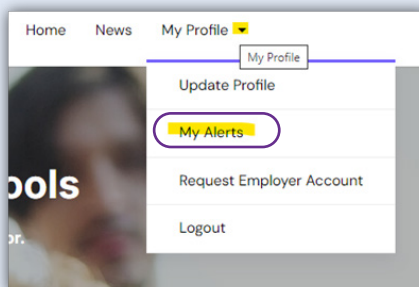 Home News My Profile
My Profile
Update Profile
My Alerts
ools
Request Employer Account
or.
Logout